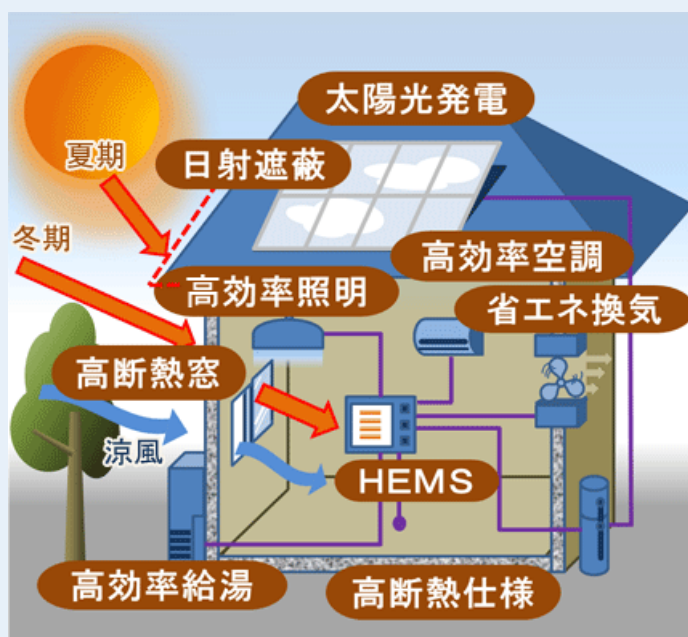 太陽光発電
夏期
日射遮蔽
冬期
高効率空調
高効率照明
省エネ換気
高断熱窓
涼風
HEMS
高効率給湯
高断熱仕様